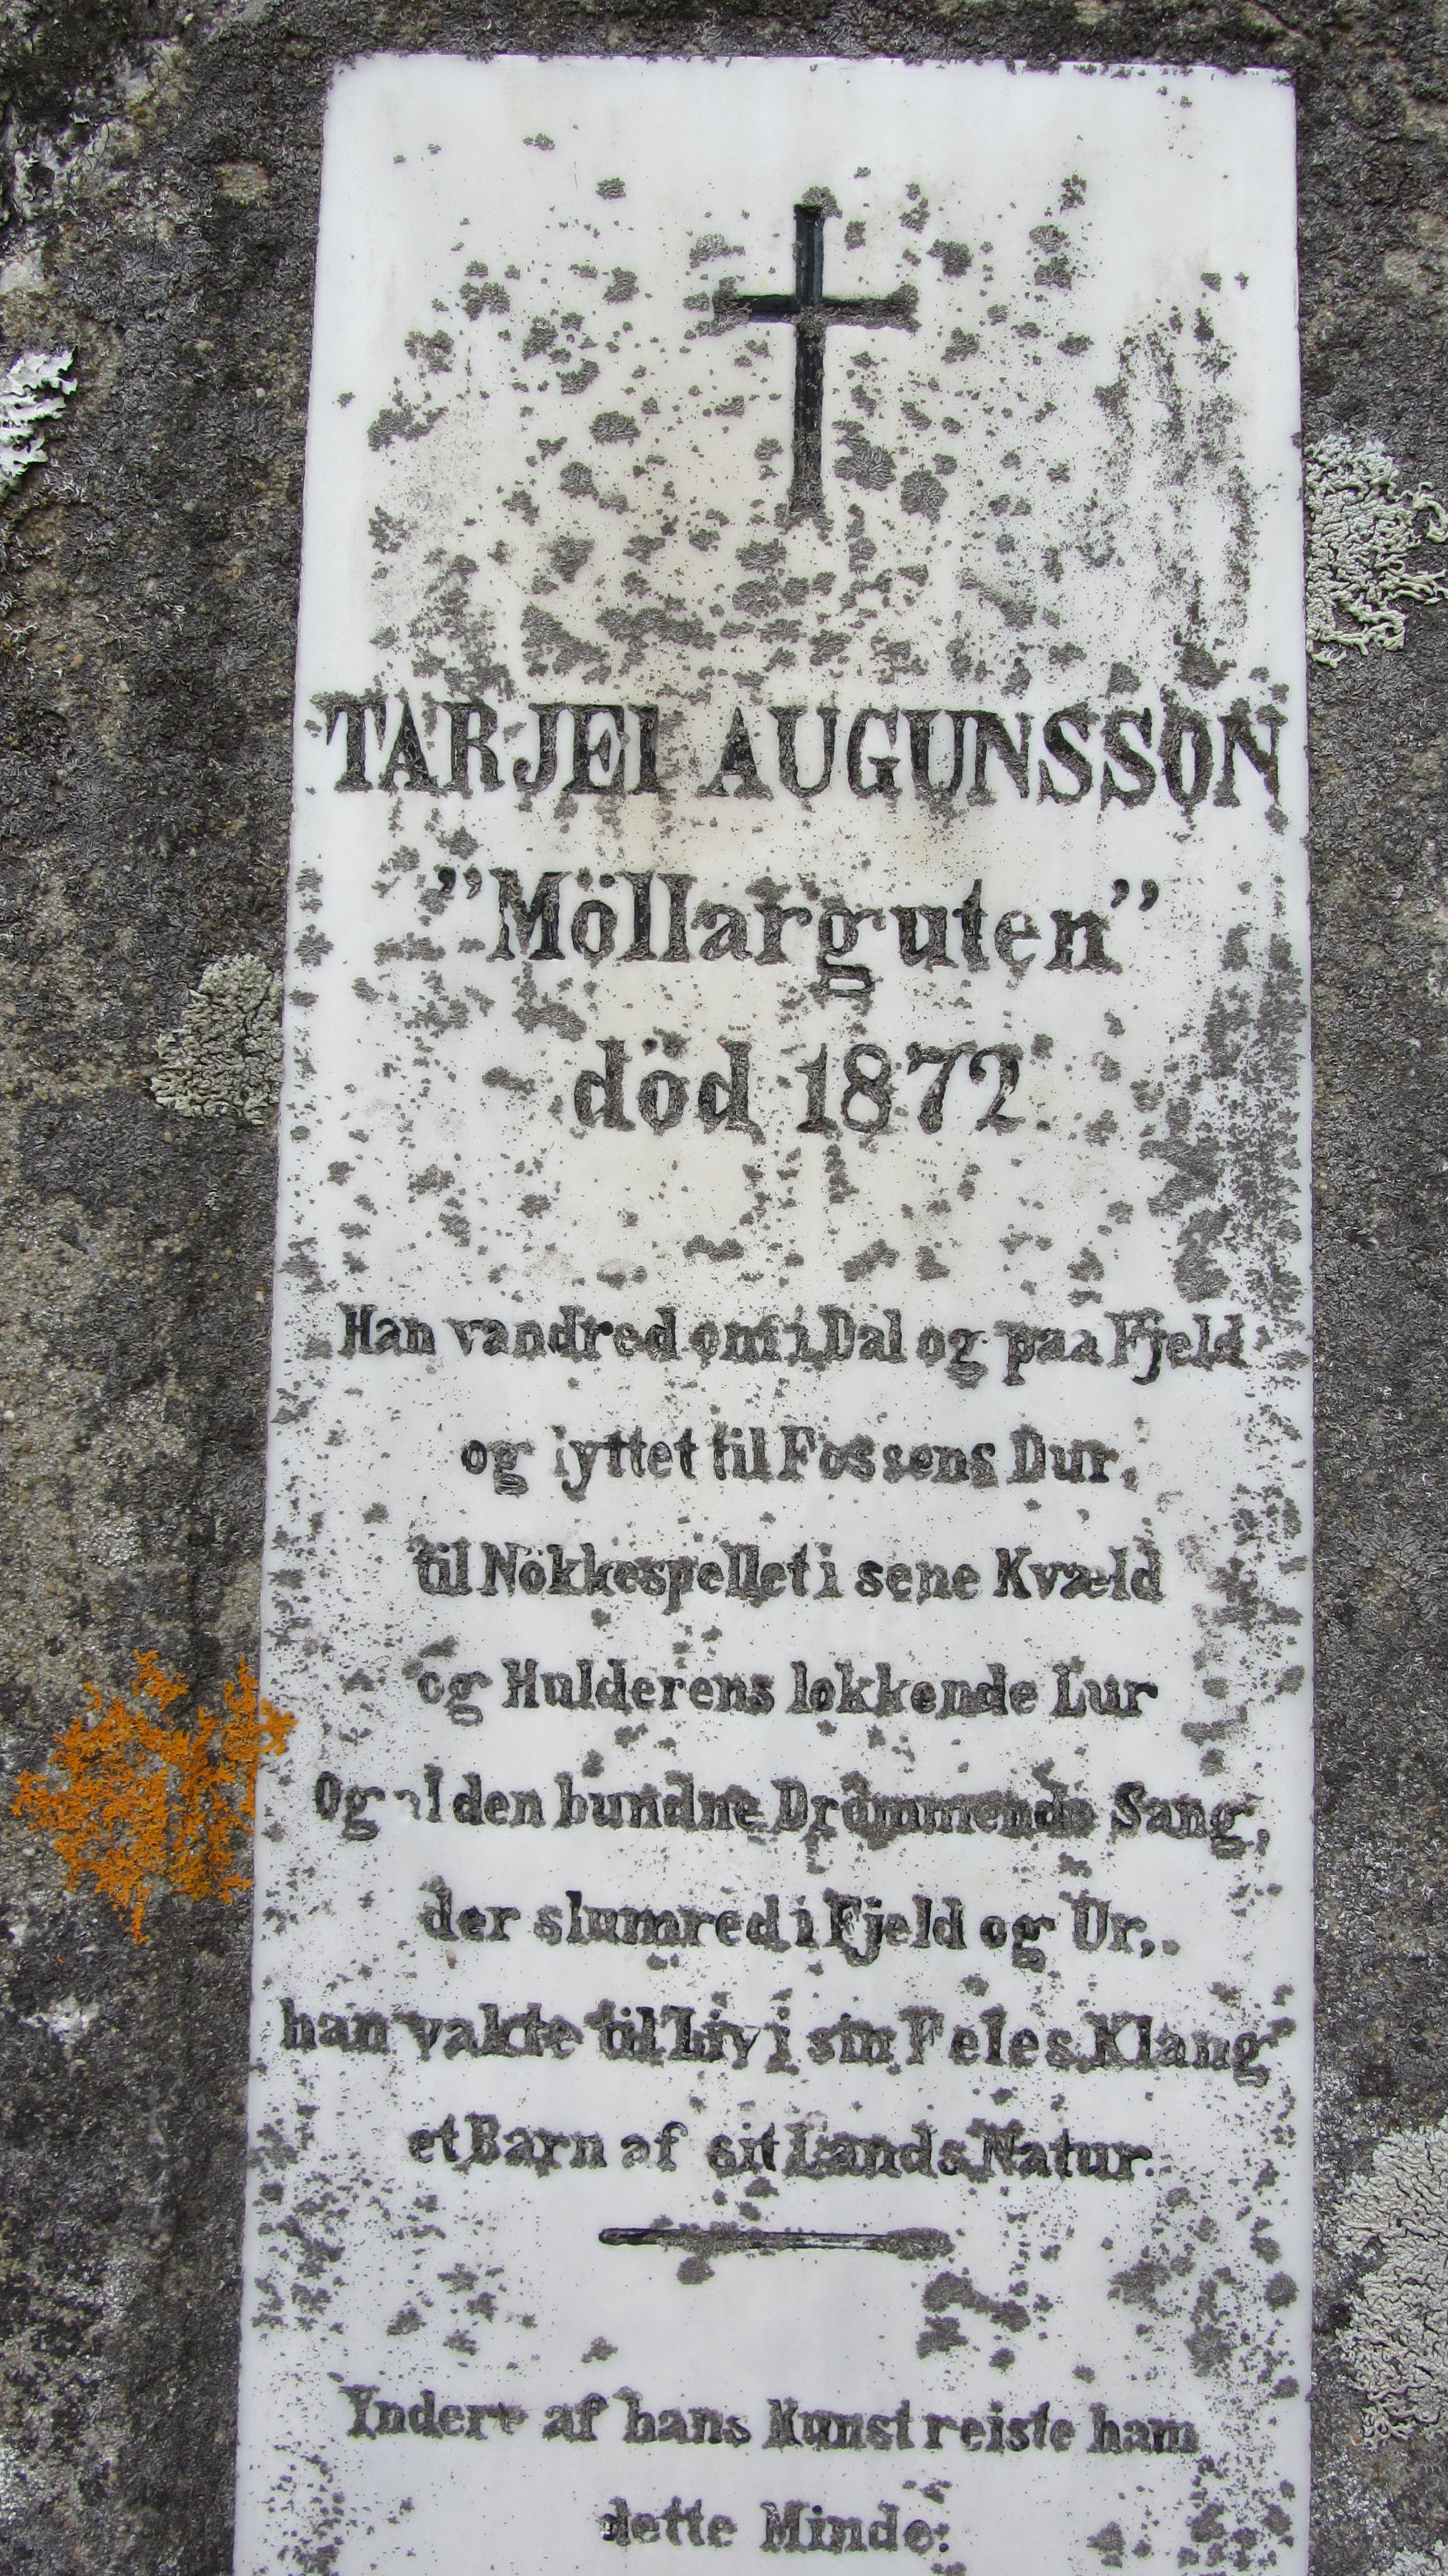 TARJEI AUGUNSSON
"Möllarguten"
död 1872.
Han vandred om i Dal og paa Fjeld
og lyttet til Fossens Dur,
til Nökkespellet i sene Kvæld
og Hulderens lokkende Lur
Og al den bundne Drömmende Sang,
der slumred i Fjeld og Ur,
han vakte til Liv i sin Feles Klang
et Barn af sit Lands Natur.
Yndere af hans Kunst reiste ham
dette Minde.